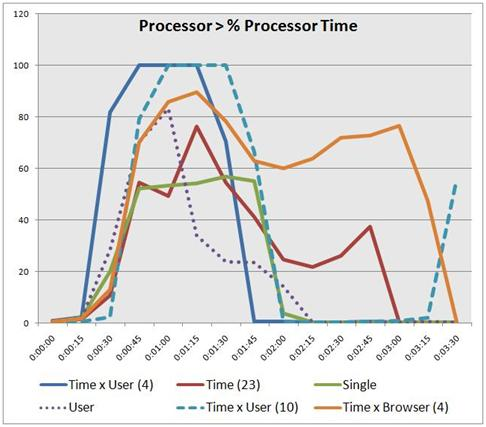 Processor > % Processor Time
120
100
80
60
40
20
0
0:00:00 0:00:15 0:00:30 0:00:45 0:01:00 0:01:15 0:01:30 0:01:45 0:02:00 0:02:15 0:02:30 0:02:45 0:03:00 0:03:15 0:03:30
Time x User (4) Time (23) Single
User Time x User (10) Time x Browser (4)